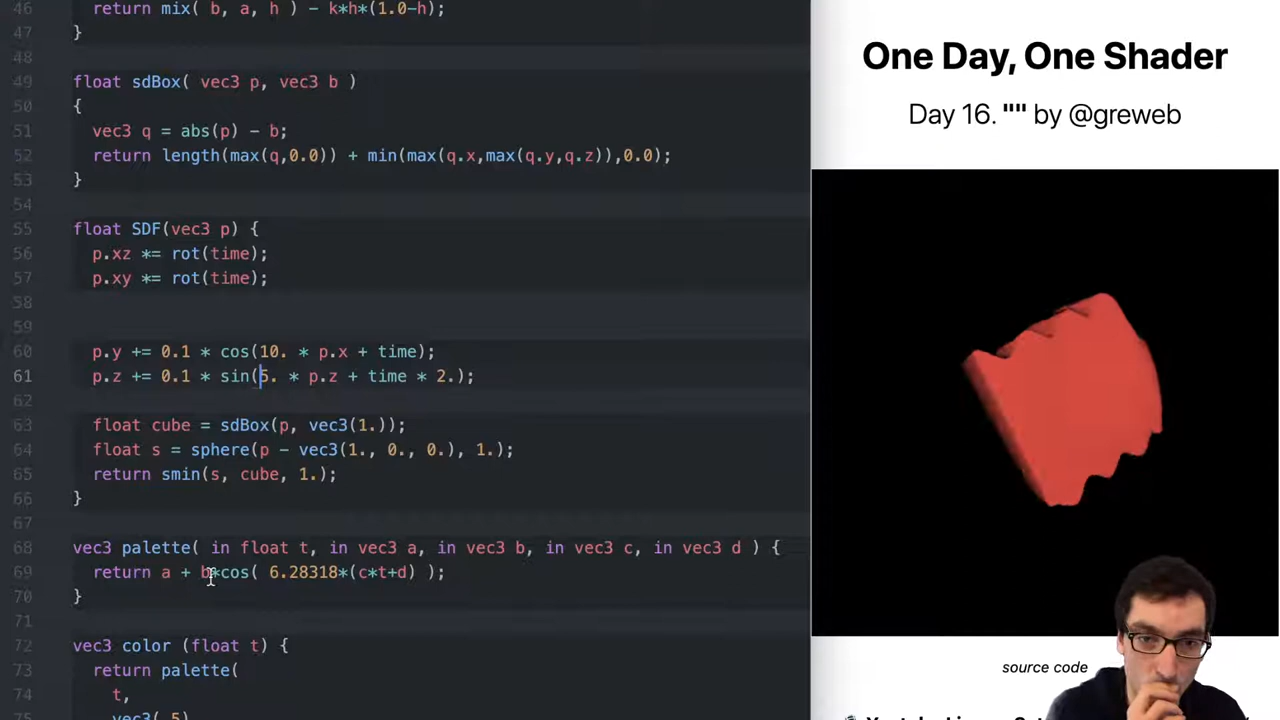 46 return mix( b, a, h ) - k*h*(1.0-h);
47 }
48
49 float sdBox( vec3 p, vec3 b )
50 {
51 vec3 q = abs(p) - b;
52 return length(max(q,0.0)) + min(max(q.x,max(q.y,q.z)),0.0);
53 }
54
55 float SDF(vec3 p) {
56 p.xz *= rot(time);
57 p.xy *= rot(time);
58
59
60 p.y += 0.1 * cos(10. * p.x + time);
61 p.z += 0.1 * sin(5. * p.z + time * 2.);
62
63 float cube = sdBox(p, vec3(1.));
64 float s = sphere(p - vec3(1., 0., 0.), 1.);
65 return smin(s, cube, 1.);
66 }
67
68 vec3 palette( in float t, in vec3 a, in vec3 b, in vec3 c, in vec3 d ) {
69 return a + b*cos( 6.28318*(c*t+d) );
70 }
71
72 vec3 color (float t) {
73 return palette(
74 t,
75 vec3(.5)
One Day, One Shader
Day 16. "" by @greweb
source code